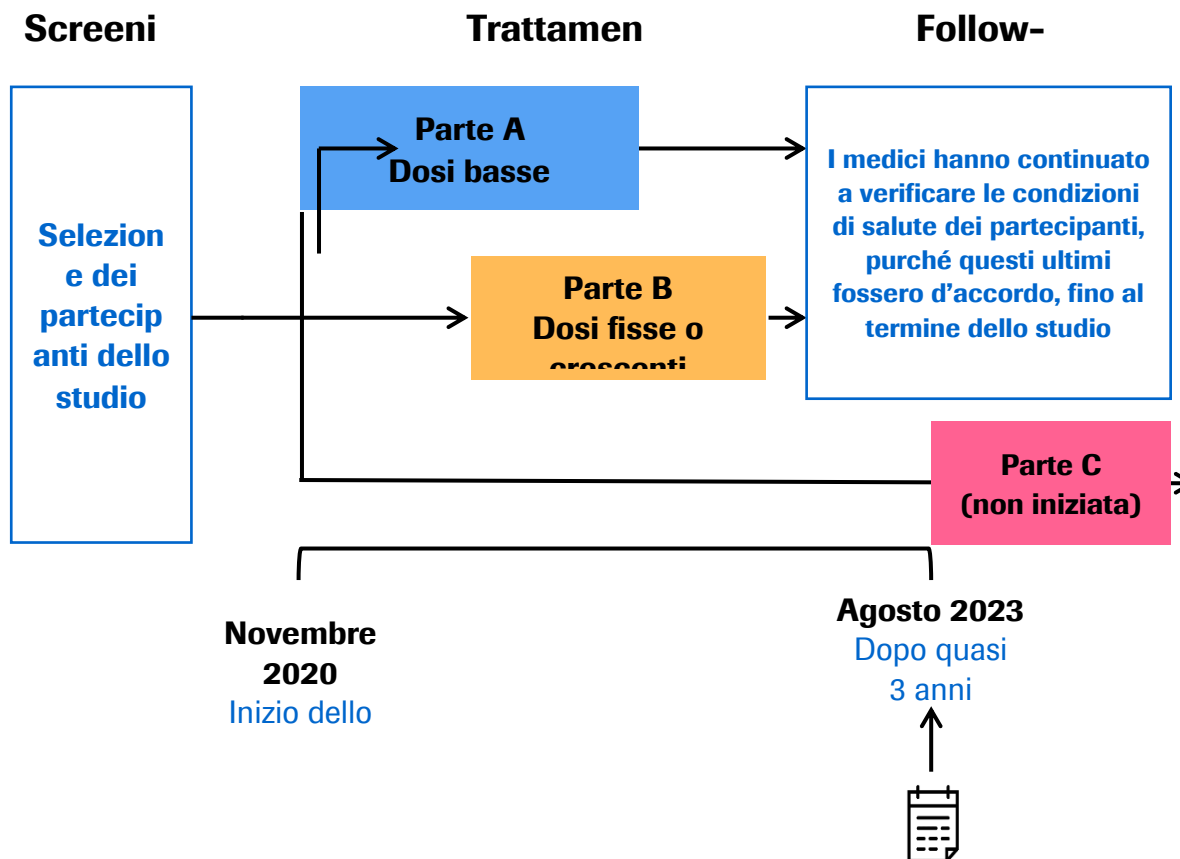 Screeni
Trattamen
Follow-
Selezion
e dei
partecip
anti dello
studio
Parte A
Dosi basse
Parte B
Dosi fisse o
crescenti
I medici hanno continuato
a verificare le condizioni
di salute dei partecipanti,
purché questi ultimi
fossero d'accordo, fino al
termine dello studio
Parte C
(non iniziata)
Novembre
2020
Inizio dello
Agosto 2023
Dopo quasi
3 anni